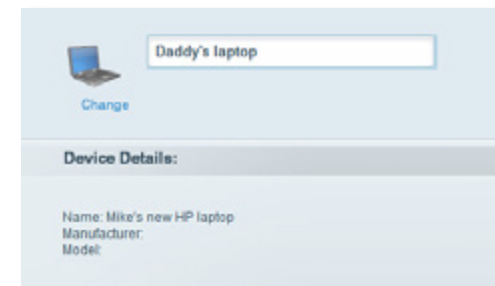 Daddy's laptop
Change
Device Details:
Name: Mike's new HP laptop
Manufacturer:
Model: